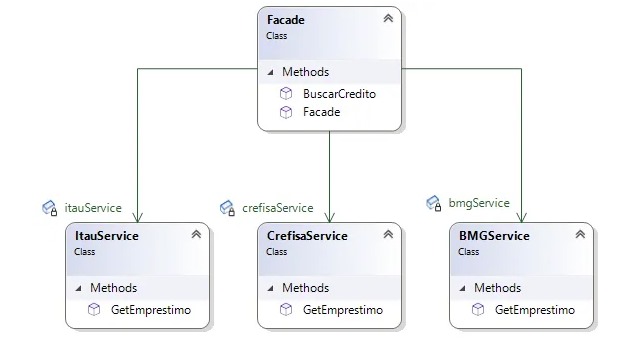 Facade
Class
Methods
BuscarCredito
Facade
itauService
crefisaService
bmgService
ItauService
Class
Methods
GetEmprestimo
CrefisaService
Class
Methods
GetEmprestimo
BMGService
Class
Methods
GetEmprestimo